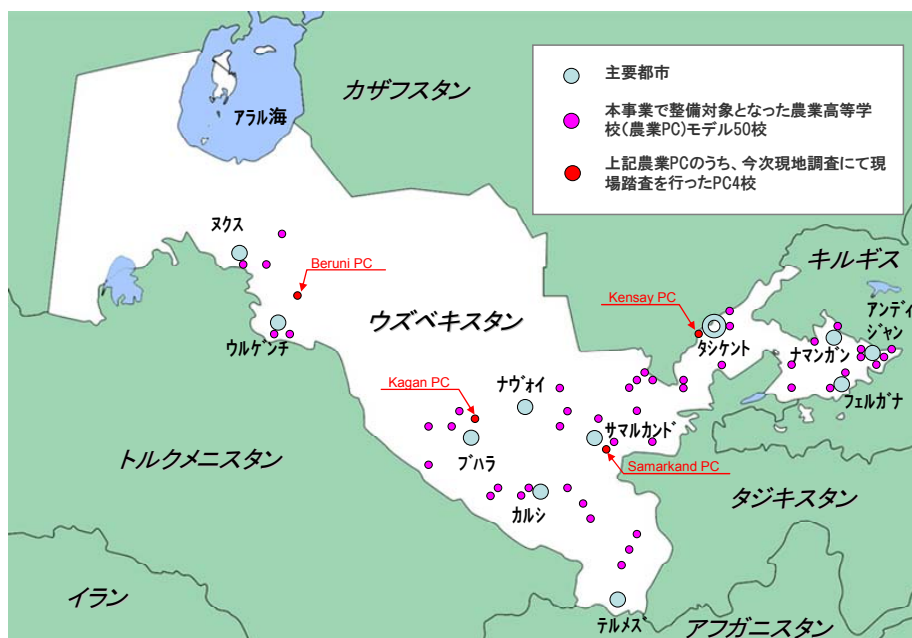 主要都市
本事業で整備対象となった農業高等学
校(農業PC)モデル50校
上記農業PCのうち、今次現地調査にて現
場踏査を行ったPC4校
カザフスタン
アラル海
ヌクス
Beruni PC
キルギス
Kensay PC
アンディ
ジャン
ウズベキスタン
ウルゲンチ
タシケント
ナマンガン
Kagan PC
ナヴォイ
フェルガナ
サマルカンド
ブハラ
トルクメニスタン
Samarkand PC
タジキスタン
カルシ
イラン
テルメズ
アフガニスタン